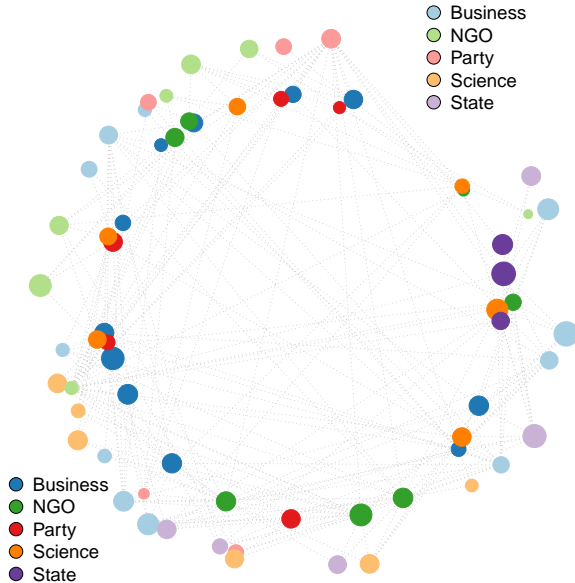 Business
NGO
Party
Science
State
Business
NGO
Party
Science
State